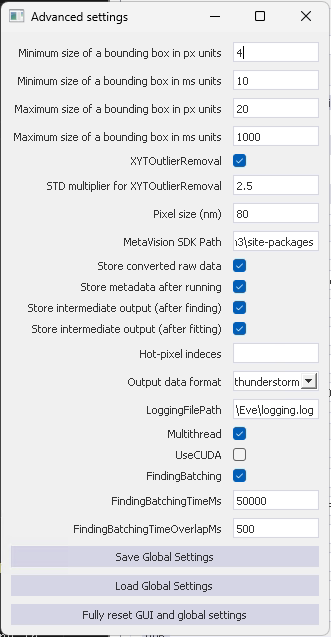 Advanced settings
Minimum size of a bounding box in px units 4
Minimum size of a bounding box in ms units 10
Maximum size of a bounding box in px units 20
Maximum size of a bounding box in ms units 1000
XYTOutlierRemoval
STD multiplier for XYTOutlierRemoval 2.5
Pixel size (nm) 80
MetaVision SDK Path 3\site-packages
Store converted raw data
Store metadata after running
Store intermediate output (after finding)
Store intermediate output (after fitting)
Hot-pixel indeces
Output data format thunderstorm
LoggingFilePath \Eve\logging.log
Multithread
UseCUDA
FindingBatching
FindingBatchingTimeMs 50000
FindingBatchingTimeOverlapMs 500
Save Global Settings
Load Global Settings
Fully reset GUI and global settings